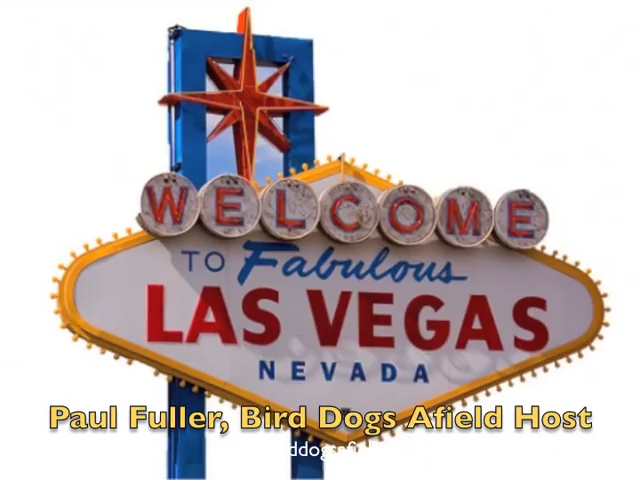 WELCOME
TO Fabulous
LAS VEGAS
NEVADA
Paul Fuller, Bird Dogs Afield Host